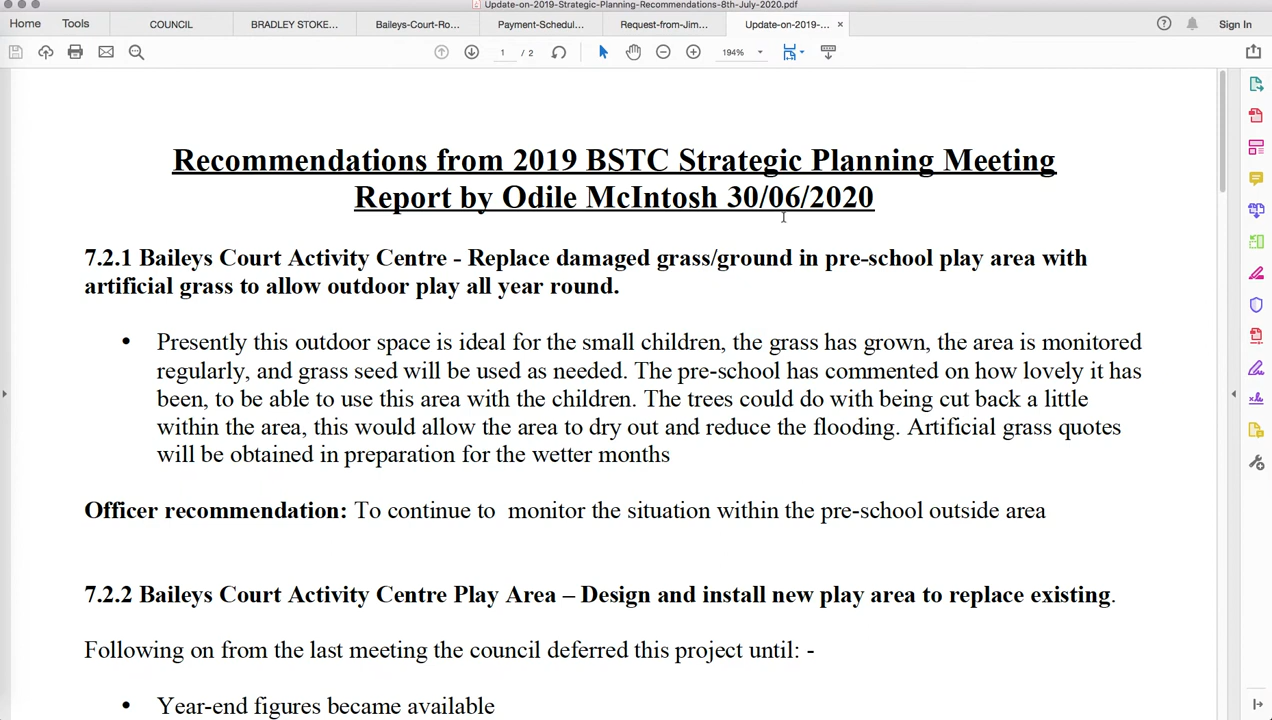 Update-on-2019-Strategic-Planning-Recommendations-8th-July-2020.pdf
Home Tools COUNCIL BRADLEY STOKE... Baileys-Court-Ro... Payment-Schedul... Request-from-Jim... Update-on-2019-... × Sign In
1 / 2 194%
Recommendations from 2019 BSTC Strategic Planning Meeting
Report by Odile McIntosh 30/06/2020
7.2.1 Baileys Court Activity Centre - Replace damaged grass/ground in pre-school play area with
artificial grass to allow outdoor play all year round.
• Presently this outdoor space is ideal for the small children, the grass has grown, the area is monitored
regularly, and grass seed will be used as needed. The pre-school has commented on how lovely it has
been, to be able to use this area with the children. The trees could do with being cut back a little
within the area, this would allow the area to dry out and reduce the flooding. Artificial grass quotes
will be obtained in preparation for the wetter months
Officer recommendation: To continue to  monitor the situation within the pre-school outside area
7.2.2 Baileys Court Activity Centre Play Area – Design and install new play area to replace existing.
Following on from the last meeting the council deferred this project until: -
• Year-end figures became available